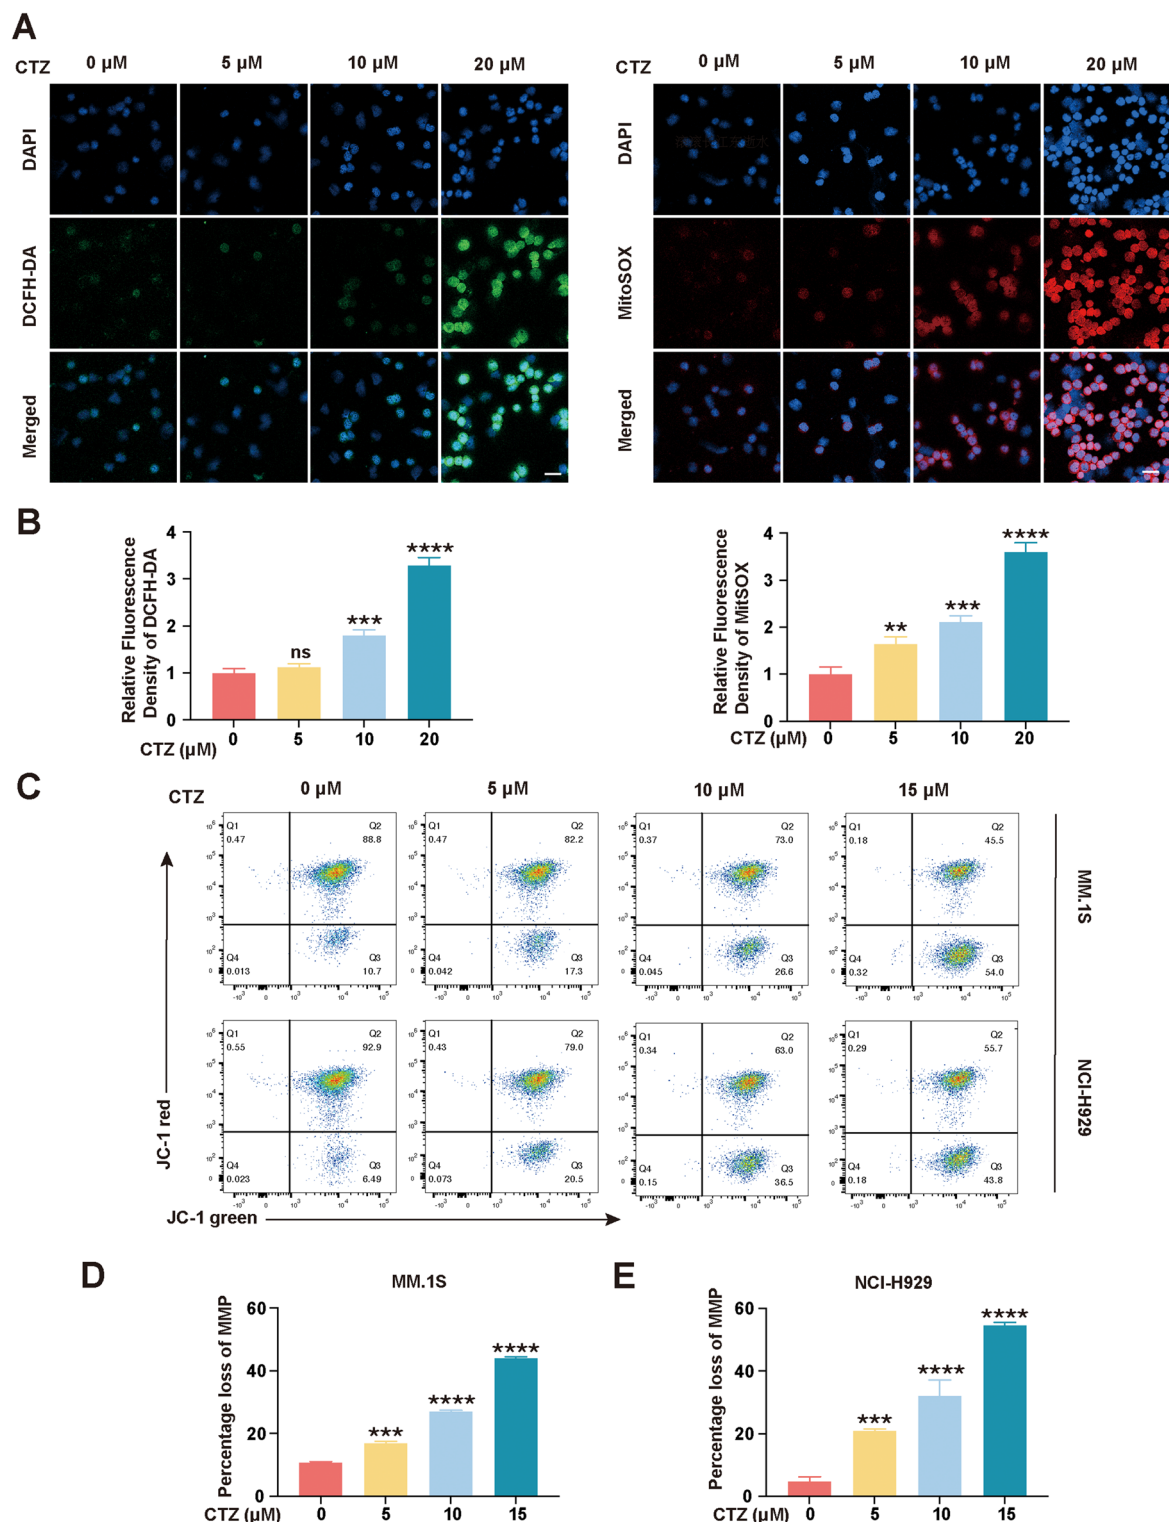 A
CTZ 0 μM 5 μM 10 μM 20 μM
DAPI
DCFH-DA
Merged
CTZ 0 μM 5 μM 10 μM 20 μM
DAPI
MitoSOX
Merged
B
Relative Fluorescence
Density of DCFH-DA
4
3
2
1
0
ns
***
****
0 5 10 20
CTZ (μM)
Relative Fluorescence
Density of MitSOX
4
3
2
1
0
**
***
****
0 5 10 20
CTZ (μM)
C
CTZ 0 μM 5 μM 10 μM 15 μM
Q1 0.47 Q2 88.8 Q4 0.013 Q3 10.7
Q1 0.47 Q2 82.2 Q4 0.042 Q3 17.3
Q1 0.37 Q2 73.0 Q4 0.045 Q3 26.6
Q1 0.18 Q2 45.5 Q4 0.32 Q3 54.0
MM.1S
Q1 0.55 Q2 92.9 Q4 0.023 Q3 6.49
Q1 0.43 Q2 79.0 Q4 0.073 Q3 20.5
Q1 0.34 Q2 63.0 Q4 0.15 Q3 36.5
Q1 0.29 Q2 55.7 Q4 0.18 Q3 43.8
NCI-H929
JC-1 red
JC-1 green
D
MM.1S
Percentage loss of MMP
60
40
20
0
***
****
****
0 5 10 15
CTZ (μM)
E
NCI-H929
Percentage loss of MMP
60
40
20
0
***
****
****
0 5 10 15
CTZ (μM)